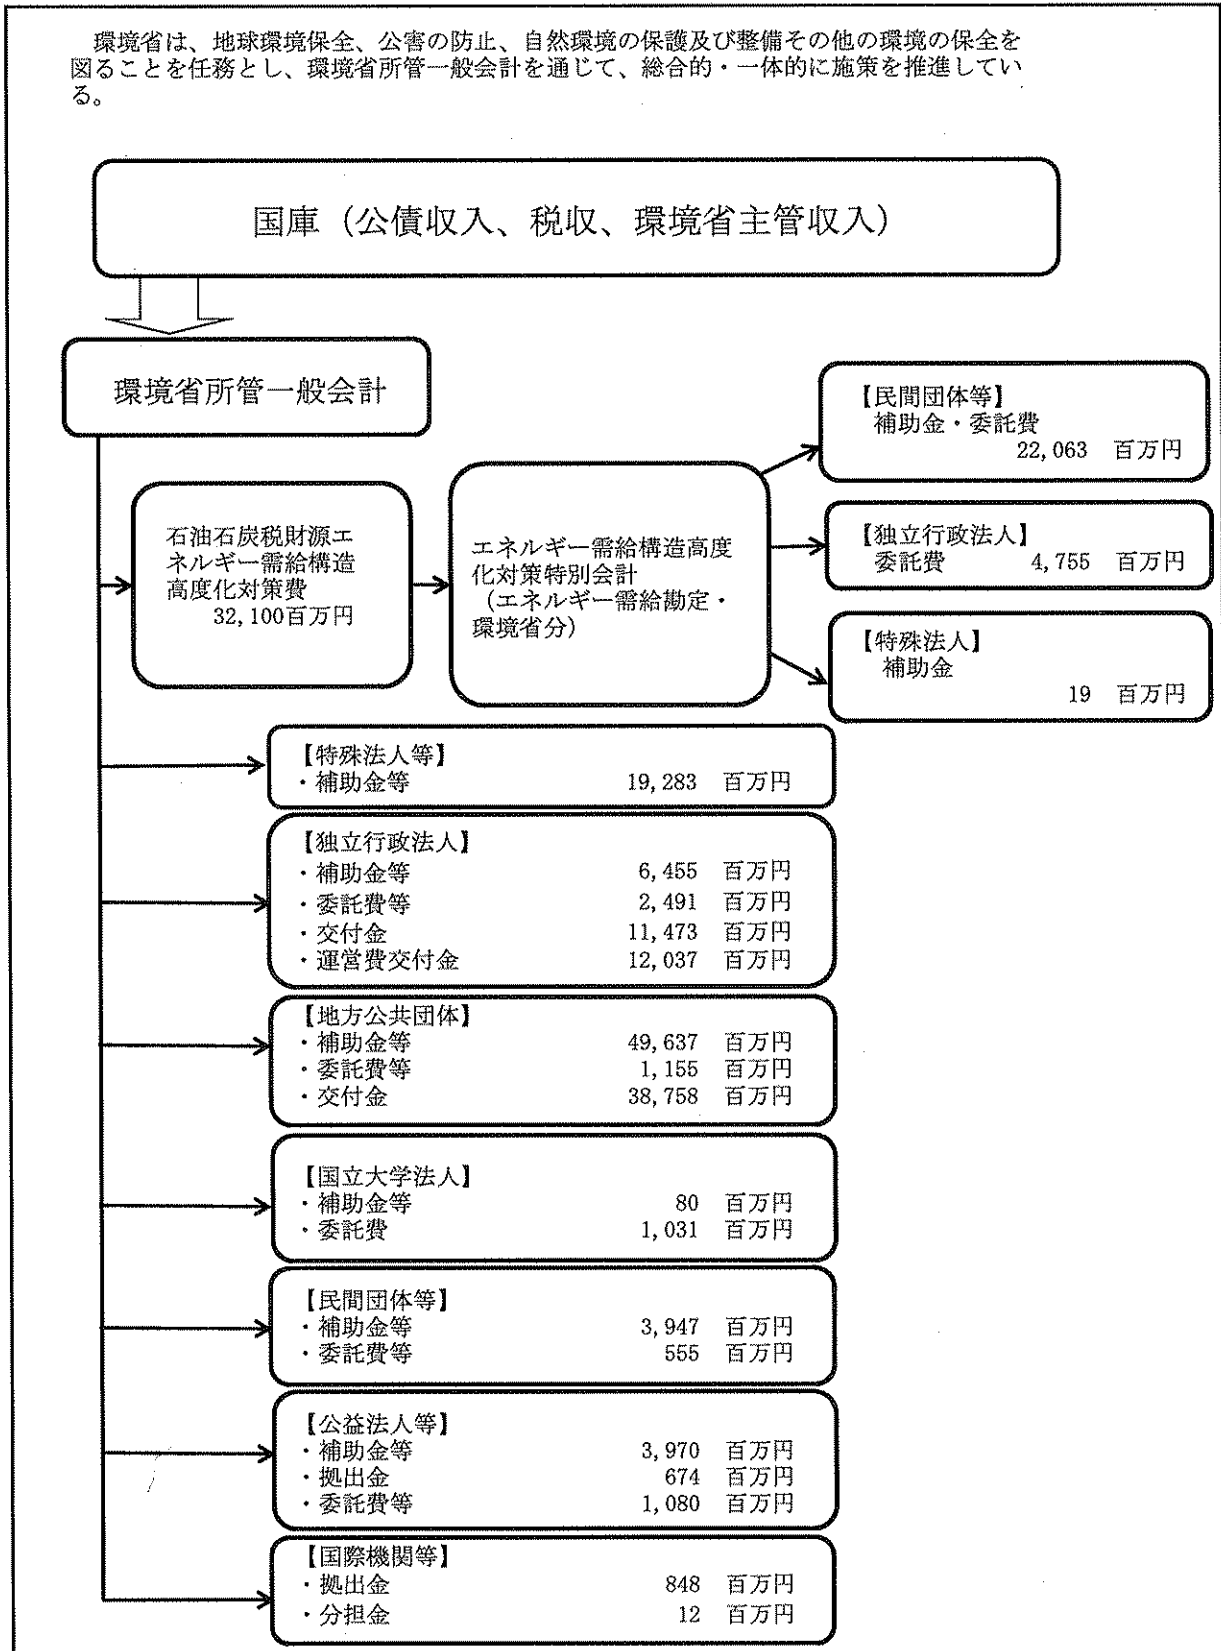 環境省は、地球環境保全、公害の防止、自然環境の保護及び整備その他の環境の保全を
図ることを任務とし、環境省所管一般会計を通じて、総合的・一体的に施策を推進してい
る。
国庫（公債収入、税収、環境省主管収入）
環境省所管一般会計
石油石炭税財源エ
ネルギー需給構造
高度化対策費
32,100百万円
エネルギー需給構造高度
化対策特別会計
（エネルギー需給勘定・
環境省分）
【民間団体等】
補助金・委託費
22,063 百万円
【独立行政法人】
委託費 4,755 百万円
【特殊法人】
補助金
19 百万円
【特殊法人等】
・補助金等 19,283 百万円
【独立行政法人】
・補助金等 6,455 百万円
・委託費等 2,491 百万円
・交付金 11,473 百万円
・運営費交付金 12,037 百万円
【地方公共団体】
・補助金等 49,637 百万円
・委託費等 1,155 百万円
・交付金 38,758 百万円
【国立大学法人】
・補助金等 80 百万円
・委託費 1,031 百万円
【民間団体等】
・補助金等 3,947 百万円
・委託費等 555 百万円
【公益法人等】
・補助金等 3,970 百万円
・拠出金 674 百万円
・委託費等 1,080 百万円
【国際機関等】
・拠出金 848 百万円
・分担金 12 百万円